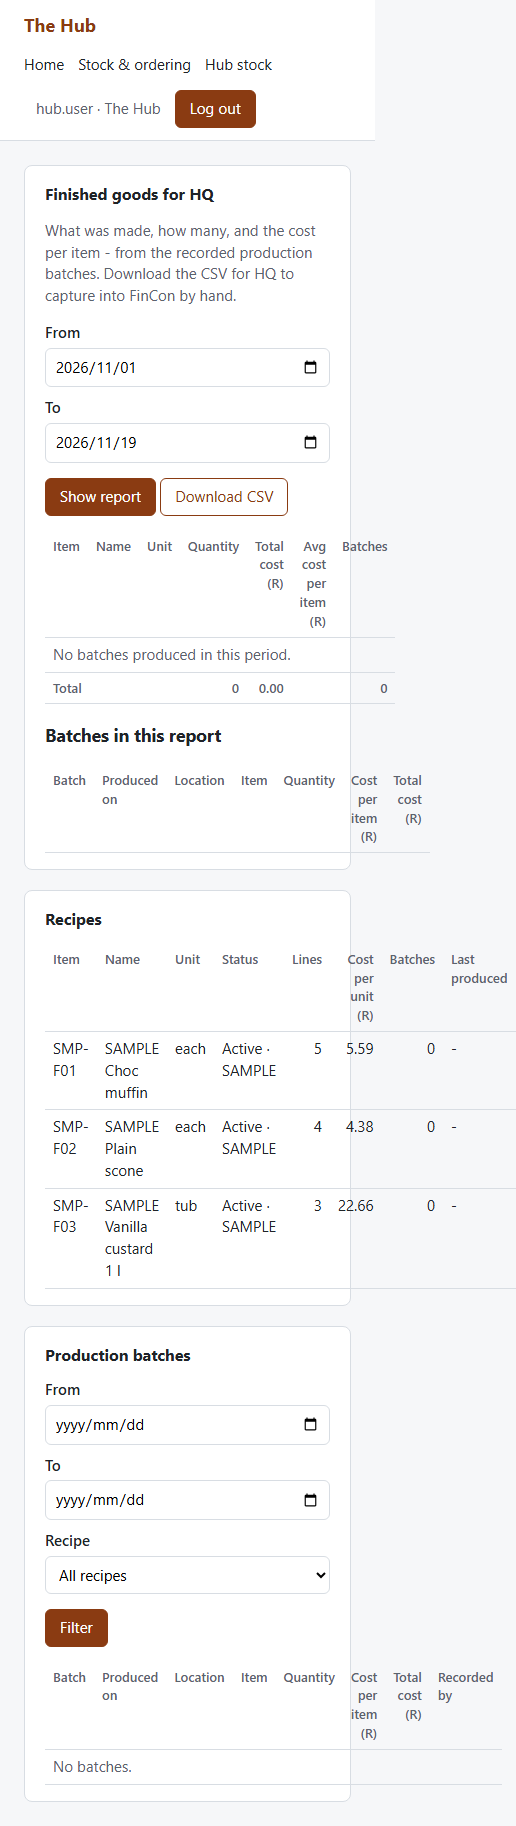 The Hub
Home Stock & ordering Hub stock
hub.user · The Hub Log out
Finished goods for HQ
What was made, how many, and the cost
per item - from the recorded production
batches. Download the CSV for HQ to
capture into FinCon by hand.
From
2026/11/01
To
2026/11/19
Show report Download CSV
Item Name Unit Quantity Total cost (R) Avg cost per item (R) Batches
No batches produced in this period.
Total 0 0.00 0
Batches in this report
Batch Produced on Location Item Quantity Cost per item (R) Total cost (R)
Recipes
Item Name Unit Status Lines Cost per unit (R) Batches Last produced
SMP-F01 SAMPLE Choc muffin each Active · SAMPLE 5 5.59 0 -
SMP-F02 SAMPLE Plain scone each Active · SAMPLE 4 4.38 0 -
SMP-F03 SAMPLE Vanilla custard 1 l tub Active · SAMPLE 3 22.66 0 -
Production batches
From
yyyy/mm/dd
To
yyyy/mm/dd
Recipe
All recipes
Filter
Batch Produced on Location Item Quantity Cost per item (R) Total cost (R) Recorded by
No batches.